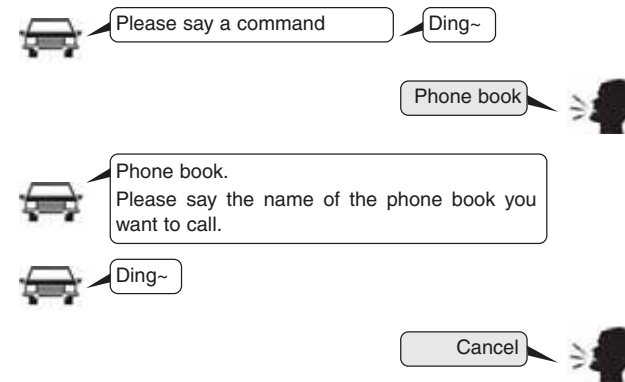 Please say a command
Ding~
Phone book
Phone book.
Please say the name of the phone book you
want to call.
Ding~
Cancel